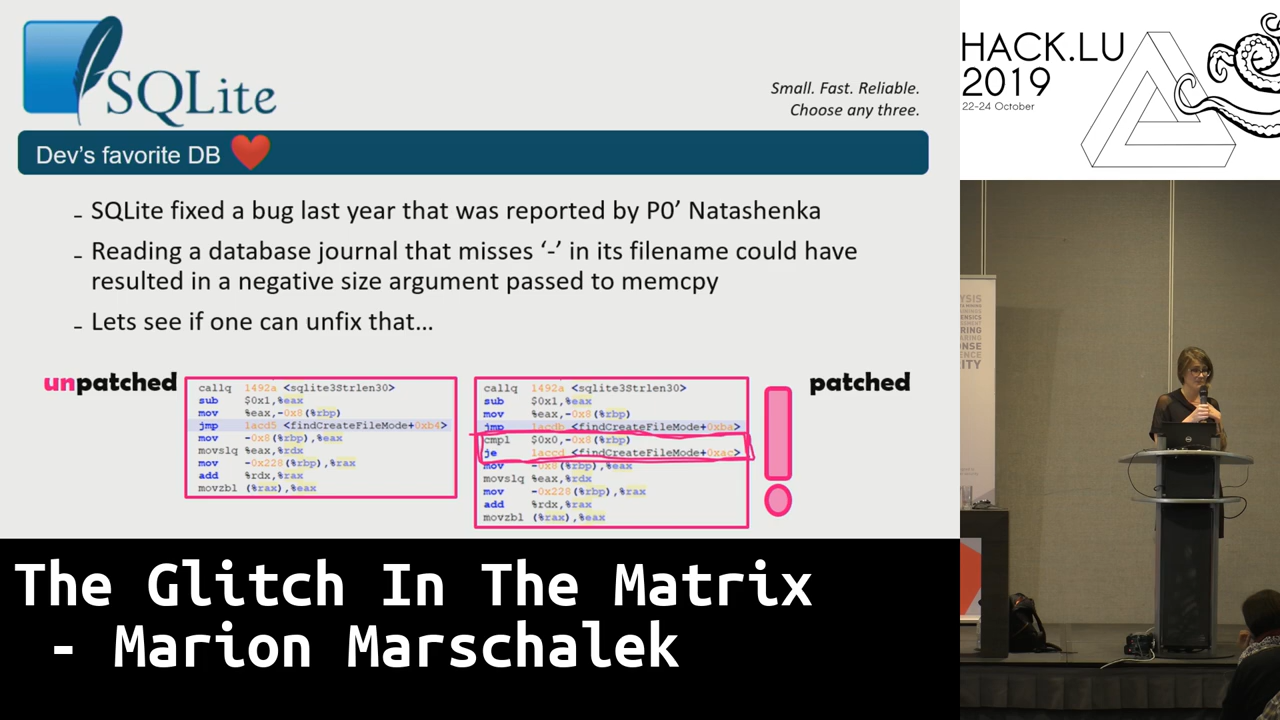 SQLite
Small. Fast. Reliable.
Choose any three.
Dev's favorite DB
- SQLite fixed a bug last year that was reported by P0' Natashenka
- Reading a database journal that misses '-' in its filename could have
resulted in a negative size argument passed to memcpy
- Lets see if one can unfix that...
unpatched
callq 1492a <sqlite3Strlen30>
sub $0x1,%eax
mov %eax,-0x8(%rbp)
jmp 1acd5 <findCreateFileMode+0xb4>
mov -0x8(%rbp),%eax
movslq %eax,%rdx
mov -0x228(%rbp),%rax
add %rdx,%rax
movzbl (%rax),%eax
callq 1492a <sqlite3Strlen30>
sub $0x1,%eax
mov %eax,-0x8(%rbp)
jmp 1acdb <findCreateFileMode+0xba>
cmpl $0x0,-0x8(%rbp)
je 1accd <findCreateFileMode+0xac>
mov -0x8(%rbp),%eax
movslq %eax,%rdx
mov -0x228(%rbp),%rax
add %rdx,%rax
movzbl (%rax),%eax
!
patched
HACK.LU
2019
22-24 October
The Glitch In The Matrix
- Marion Marschalek